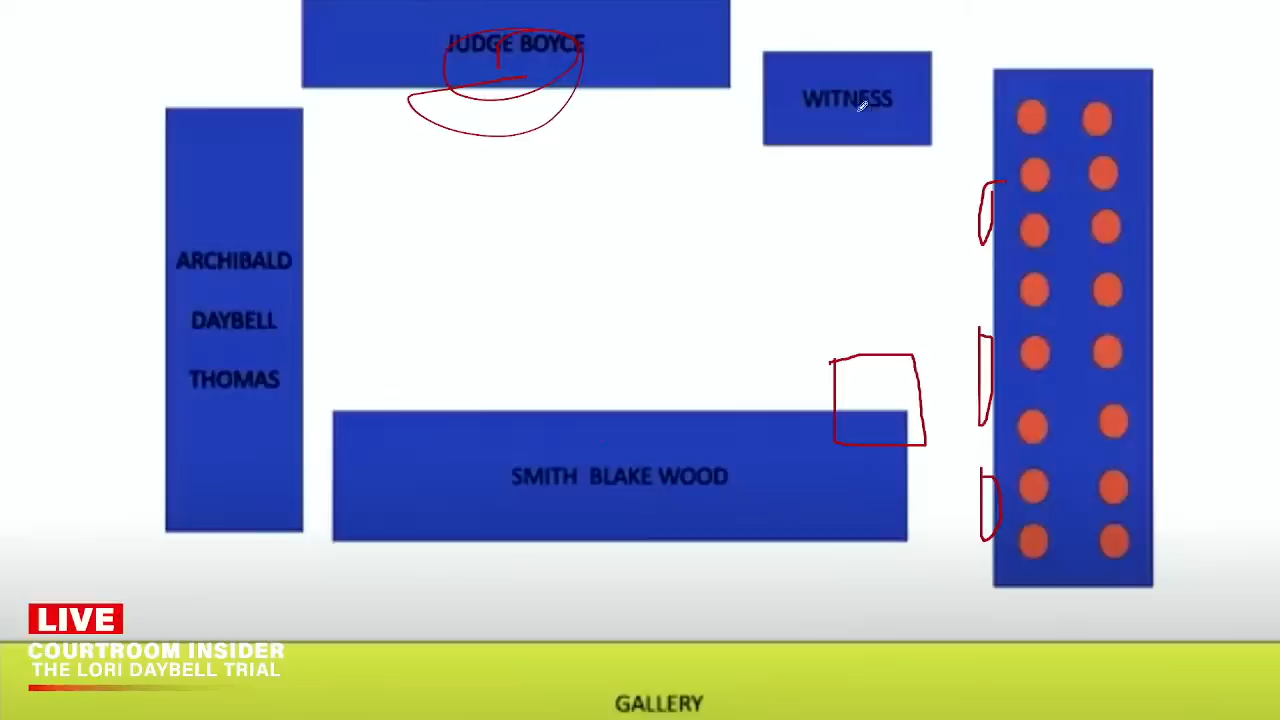 JUDGE BOYCE
WITNESS
ARCHIBALD
DAYBELL
THOMAS
SMITH BLAKE WOOD
LIVE
COURTROOM INSIDER
THE LORI DAYBELL TRIAL
GALLERY